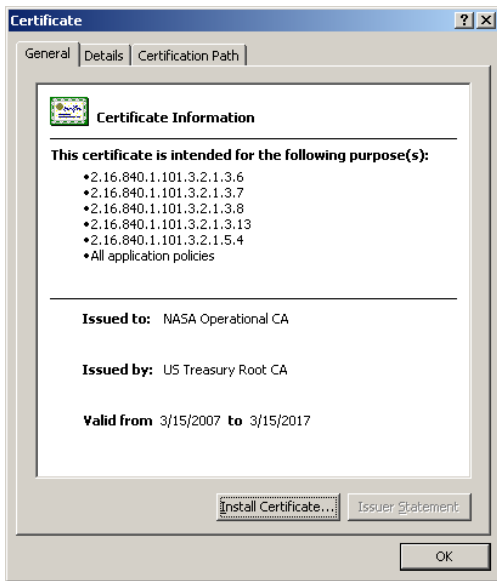 Certificate
General Details Certification Path
Certificate Information
This certificate is intended for the following purpose(s):
•2.16.840.1.101.3.2.1.3.6
•2.16.840.1.101.3.2.1.3.7
•2.16.840.1.101.3.2.1.3.8
•2.16.840.1.101.3.2.1.3.13
•2.16.840.1.101.3.2.1.5.4
•All application policies
Issued to: NASA Operational CA
Issued by: US Treasury Root CA
Valid from 3/15/2007 to 3/15/2017
Install Certificate... Issuer Statement
OK